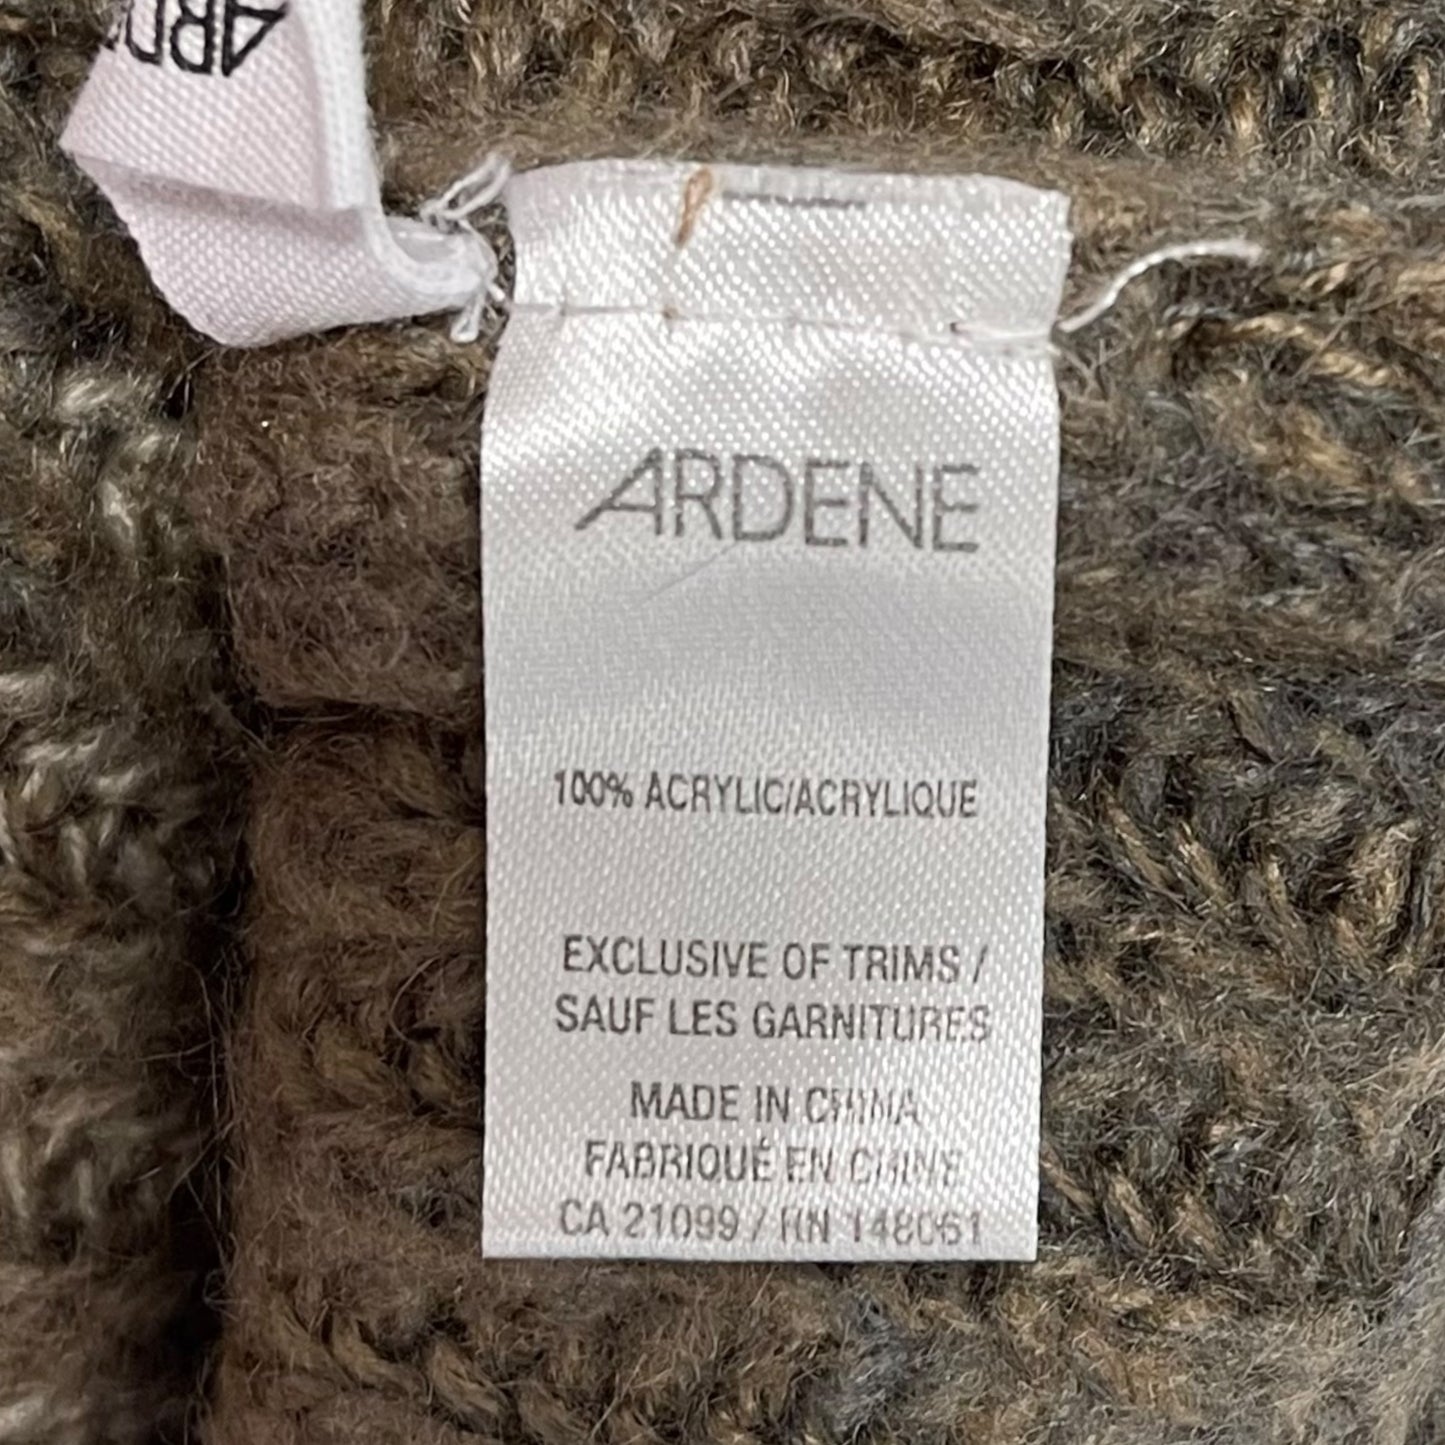 ARDENE
100% ACRYLIC/ACRYLIQUE
EXCLUSIVE OF TRIMS /
SAUF LES GARNITURES
MADE IN CHINA
FABRIQUÉ EN CHINE
CA 21099 / RN 148061